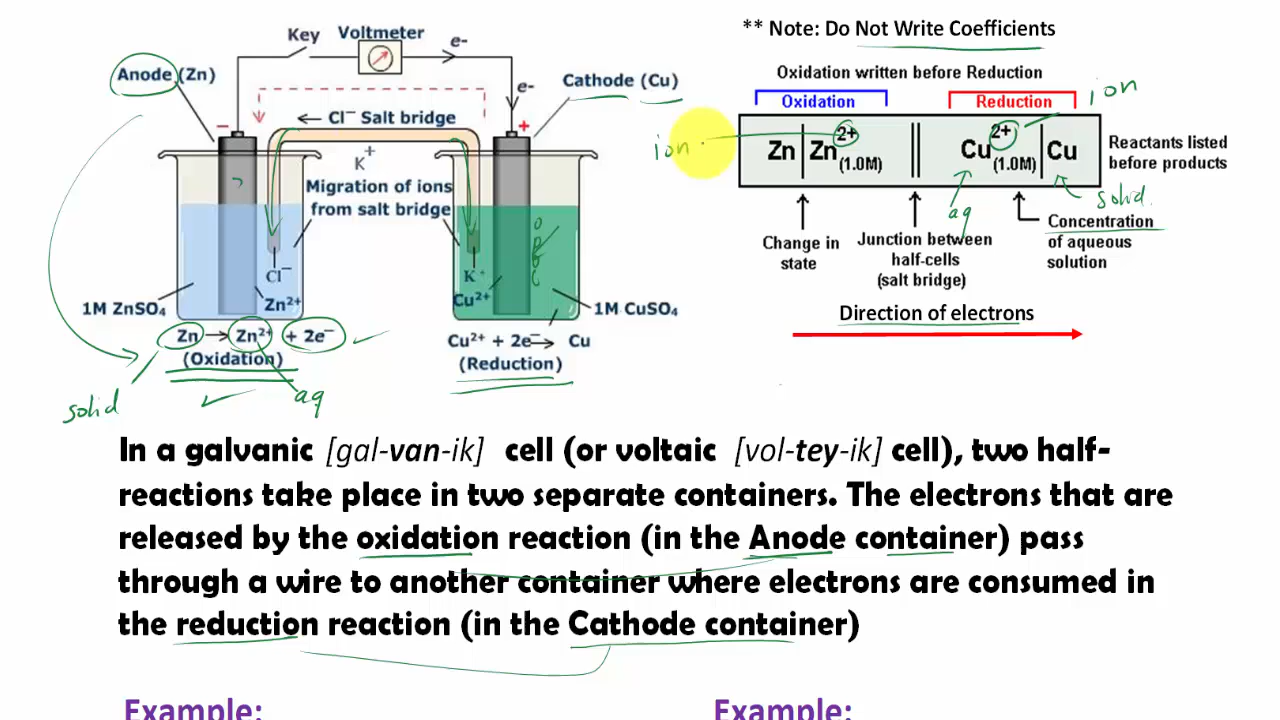 Key
Voltmeter
e-
Anode (Zn)
Cathode (Cu)
e-
Cl⁻ Salt bridge
−
+
K⁺
Migration of ions
from salt bridge
Cl⁻
K⁺
Zn²⁺
Cu²⁺
1M ZnSO₄
1M CuSO₄
Zn → Zn²⁺ + 2e⁻
(Oxidation)
Cu²⁺ + 2e⁻ → Cu
(Reduction)
solid
aq
** Note: Do Not Write Coefficients
Oxidation written before Reduction
Oxidation
Reduction
ion
ion
Zn | Zn²⁺ (1.0M) || Cu²⁺ (1.0M) | Cu
Reactants listed
before products
aq
solid.
Change in
state
Junction between
half-cells
(salt bridge)
Concentration
of aqueous
solution
Direction of electrons
In a galvanic [gal-van-ik] cell (or voltaic [vol-tey-ik] cell), two half-
reactions take place in two separate containers. The electrons that are
released by the oxidation reaction (in the Anode container) pass
through a wire to another container where electrons are consumed in
the reduction reaction (in the Cathode container)
Example:
Example: